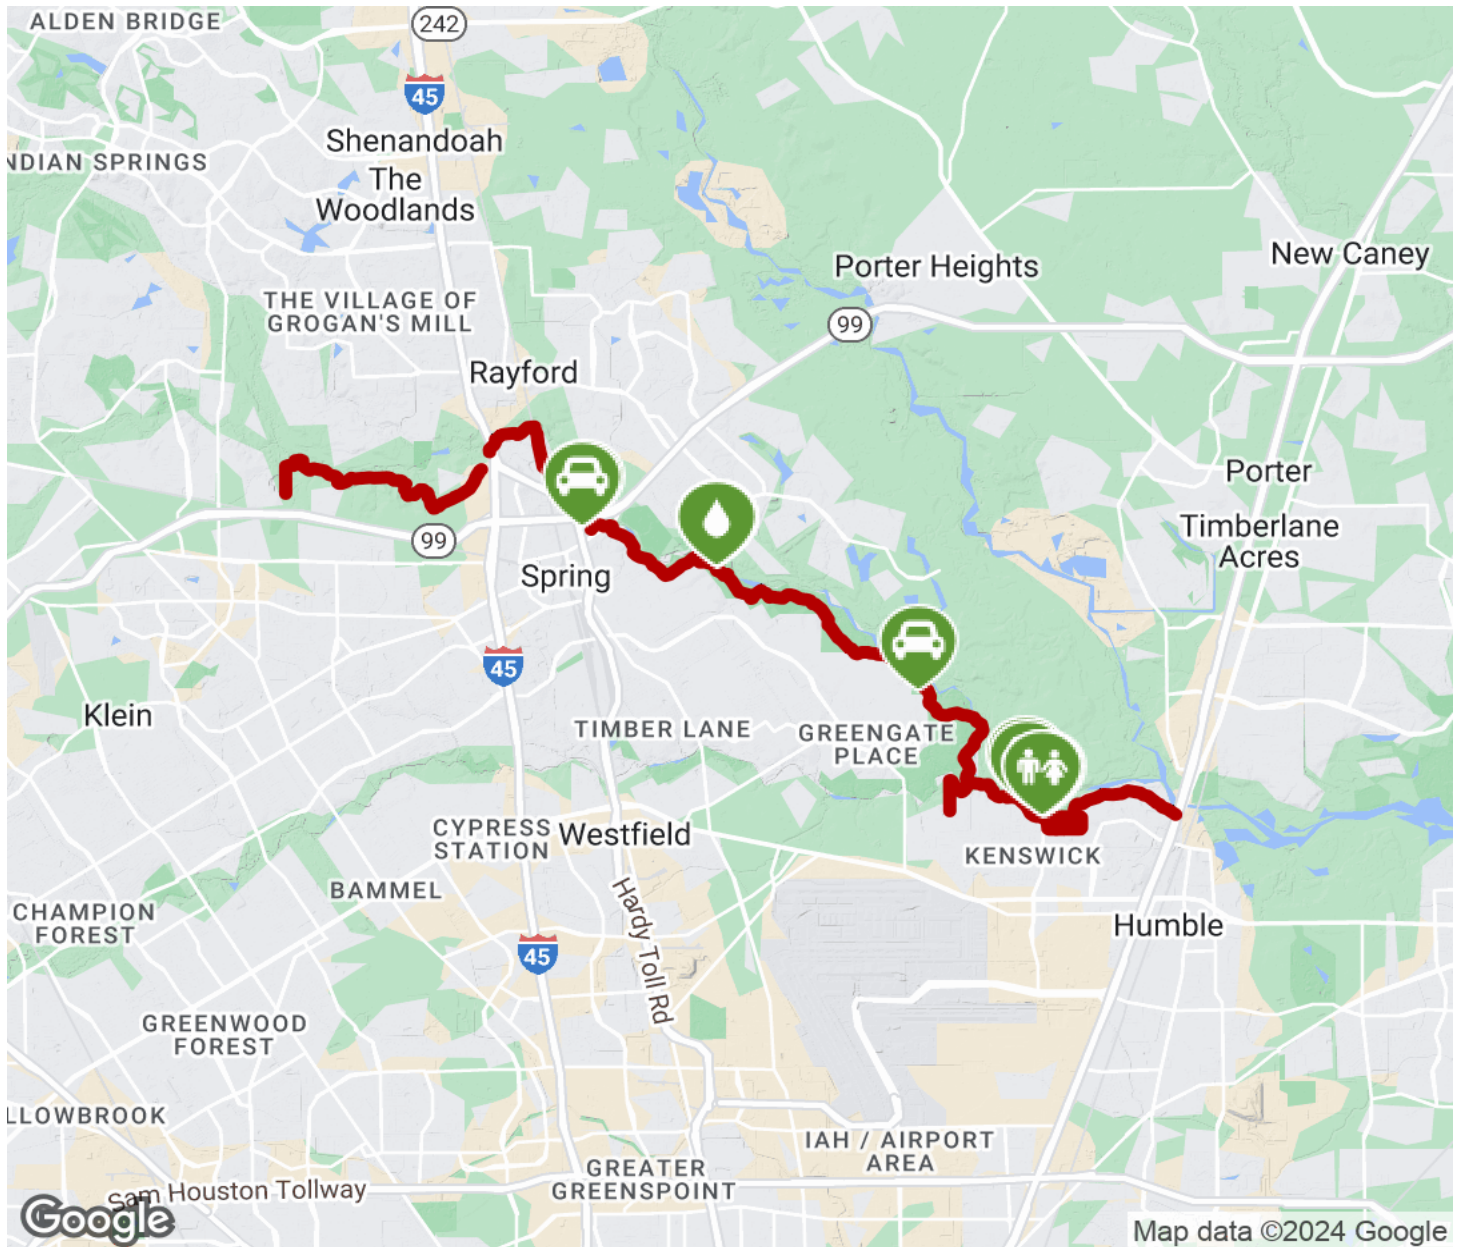 ALDEN BRIDGE
242
45
Shenandoah
NDIAN SPRINGS
The
Woodlands
New Caney
Porter Heights
THE VILLAGE OF
GROGAN'S MILL
99
Rayford
Porter
Timberlane
Acres
99
Spring
45
Klein
TIMBER LANE
GREENGATE
PLACE
CYPRESS
STATION
Westfield
KENSWICK
BAMMEL
CHAMPION
FOREST
Hardy Toll Rd
Humble
45
GREENWOOD
FOREST
LLOWBROOK
IAH / AIRPORT
AREA
GREATER
GREENSPOINT
Sam Houston Tollway
Google
Map data ©2024 Google